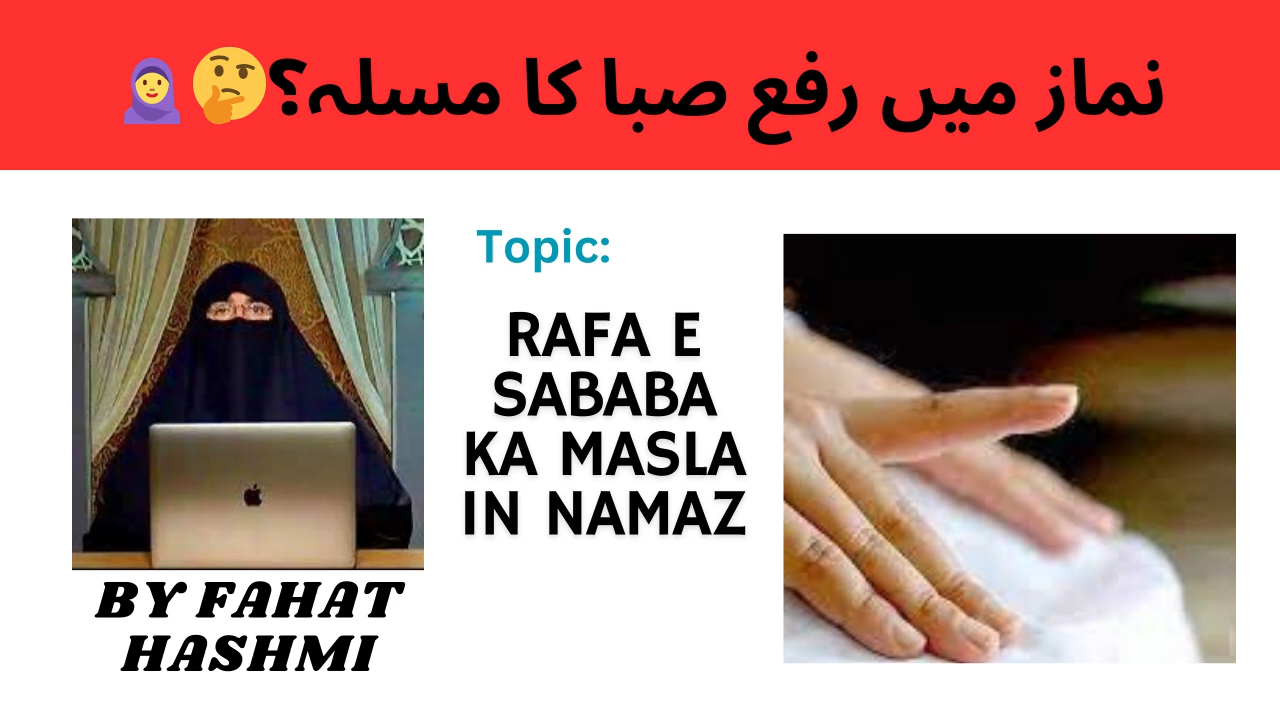 نماز میں رفع صبا کا مسلہ؟🤔🧕
Topic:
RAFA E
SABABA
KA MASLA
IN NAMAZ
BY FAHAT
HASHMI